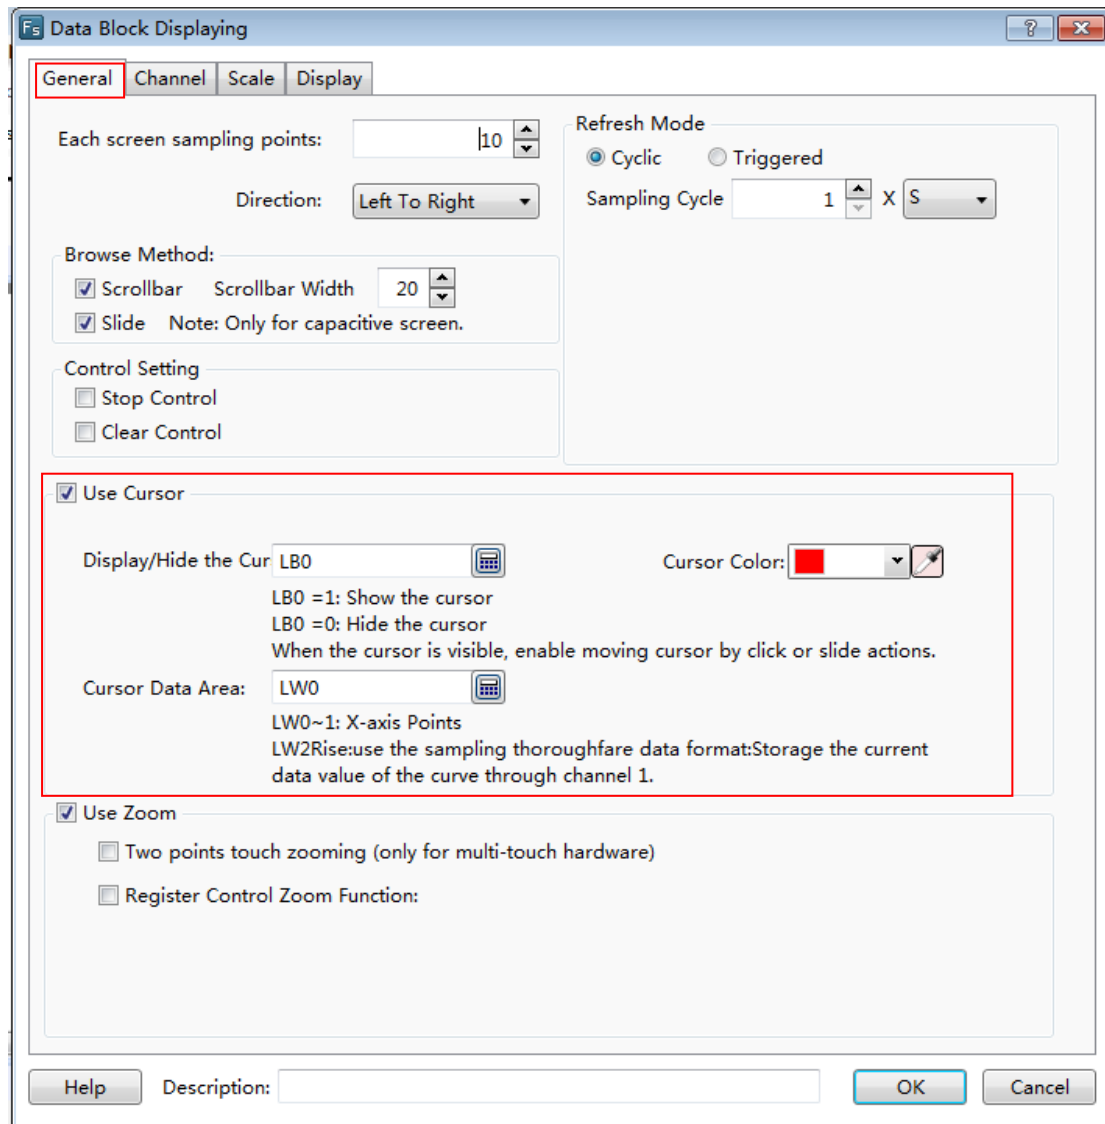 Fs Data Block Displaying
General Channel Scale Display
Each screen sampling points: 10
Direction: Left To Right
Browse Method:
Scrollbar Scrollbar Width 20
Slide Note: Only for capacitive screen.
Control Setting
Stop Control
Clear Control
Refresh Mode
Cyclic Triggered
Sampling Cycle 1 X S
Use Cursor
Display/Hide the Cur LB0 Cursor Color:
LB0 =1: Show the cursor
LB0 =0: Hide the cursor
When the cursor is visible, enable moving cursor by click or slide actions.
Cursor Data Area: LW0
LW0~1: X-axis Points
LW2Rise:use the sampling thoroughfare data format:Storage the current
data value of the curve through channel 1.
Use Zoom
Two points touch zooming (only for multi-touch hardware)
Register Control Zoom Function:
Help Description: OK Cancel